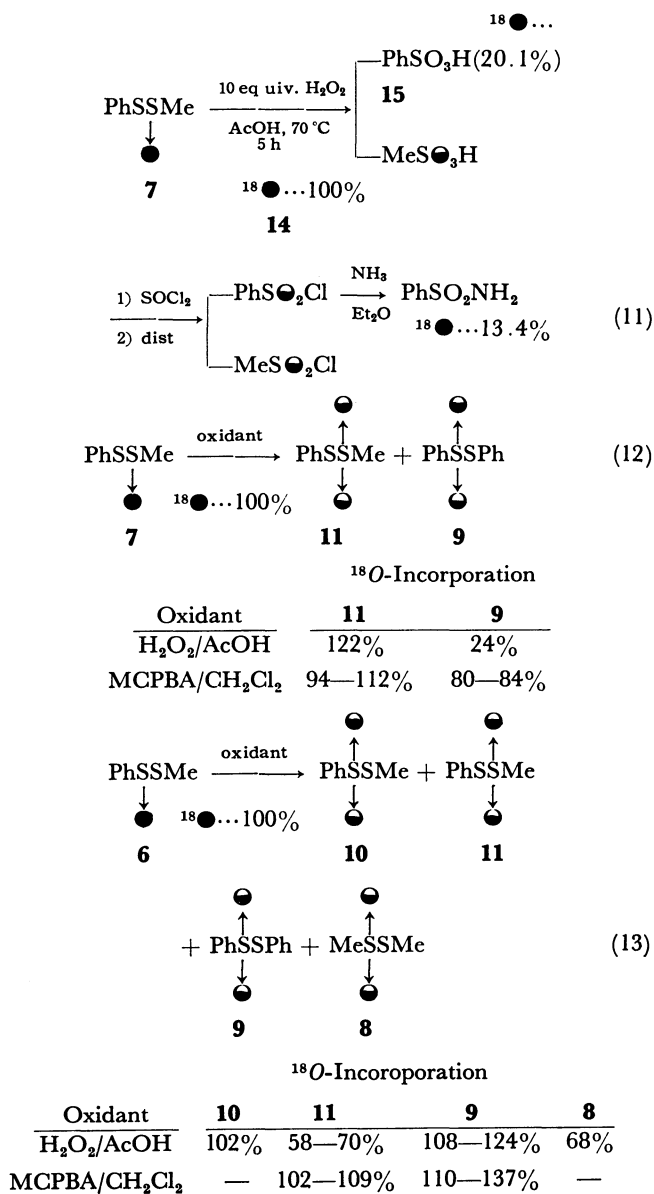 ¹⁸● ...
PhSO₃H(20.1%)
15
PhSSMe
↓
●
7
10 eq uiv. H₂O₂
AcOH, 70 °C
5 h
MeS◒₃H
¹⁸●...100%
14
1) SOCl₂
2) dist
PhS◒₂Cl
NH₃
Et₂O
PhSO₂NH₂
¹⁸●...13.4%
(11)
MeS◒₂Cl
◒ ◒
↑ ↑
PhSSMe oxidant → PhSSMe + PhSSPh (12)
↓ ↓ ↓
● ¹⁸●...100% ◒ ◒
7 11 9
¹⁸O-Incorporation
Oxidant 11 9
H₂O₂/AcOH 122% 24%
MCPBA/CH₂Cl₂ 94—112% 80—84%
◒ ◒
↑ ↑
PhSSMe oxidant → PhSSMe + PhSSMe
↓ ↓ ↓
● ¹⁸●...100% ◒ ◒
6 10 11
◒ ◒
↑ ↑
+ PhSSPh + MeSSMe (13)
↓ ↓
◒ ◒
9 8
¹⁸O-Incoroporation
Oxidant 10 11 9 8
H₂O₂/AcOH 102% 58—70% 108—124% 68%
MCPBA/CH₂Cl₂ — 102—109% 110—137% —